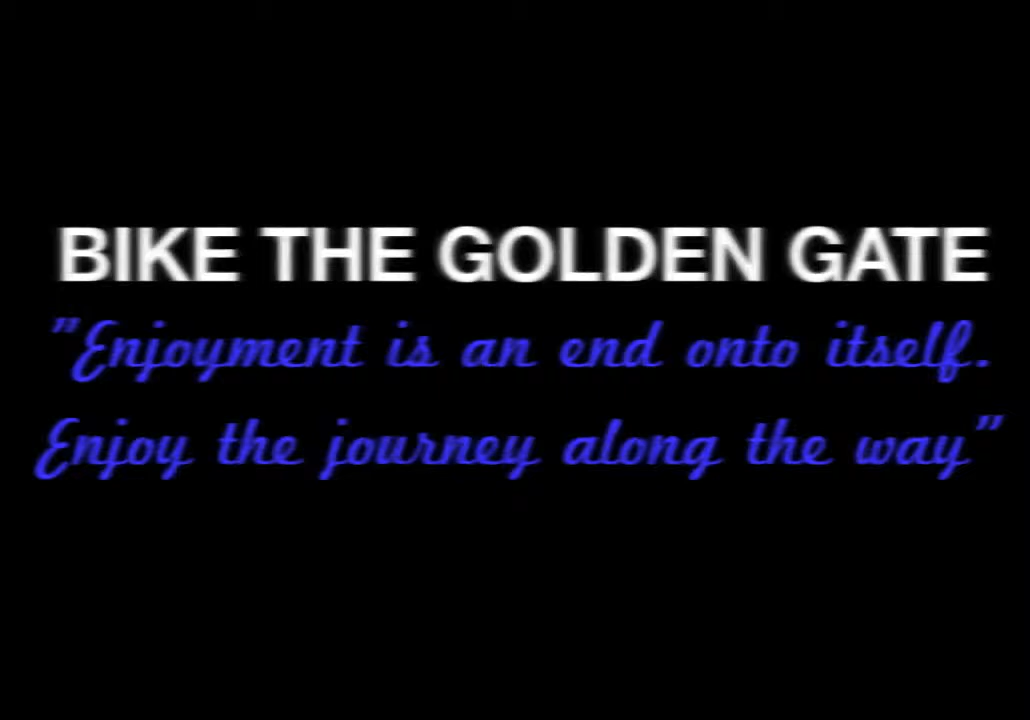 BIKE THE GOLDEN GATE
"Enjoyment is an end onto itself.
Enjoy the journey along the way"